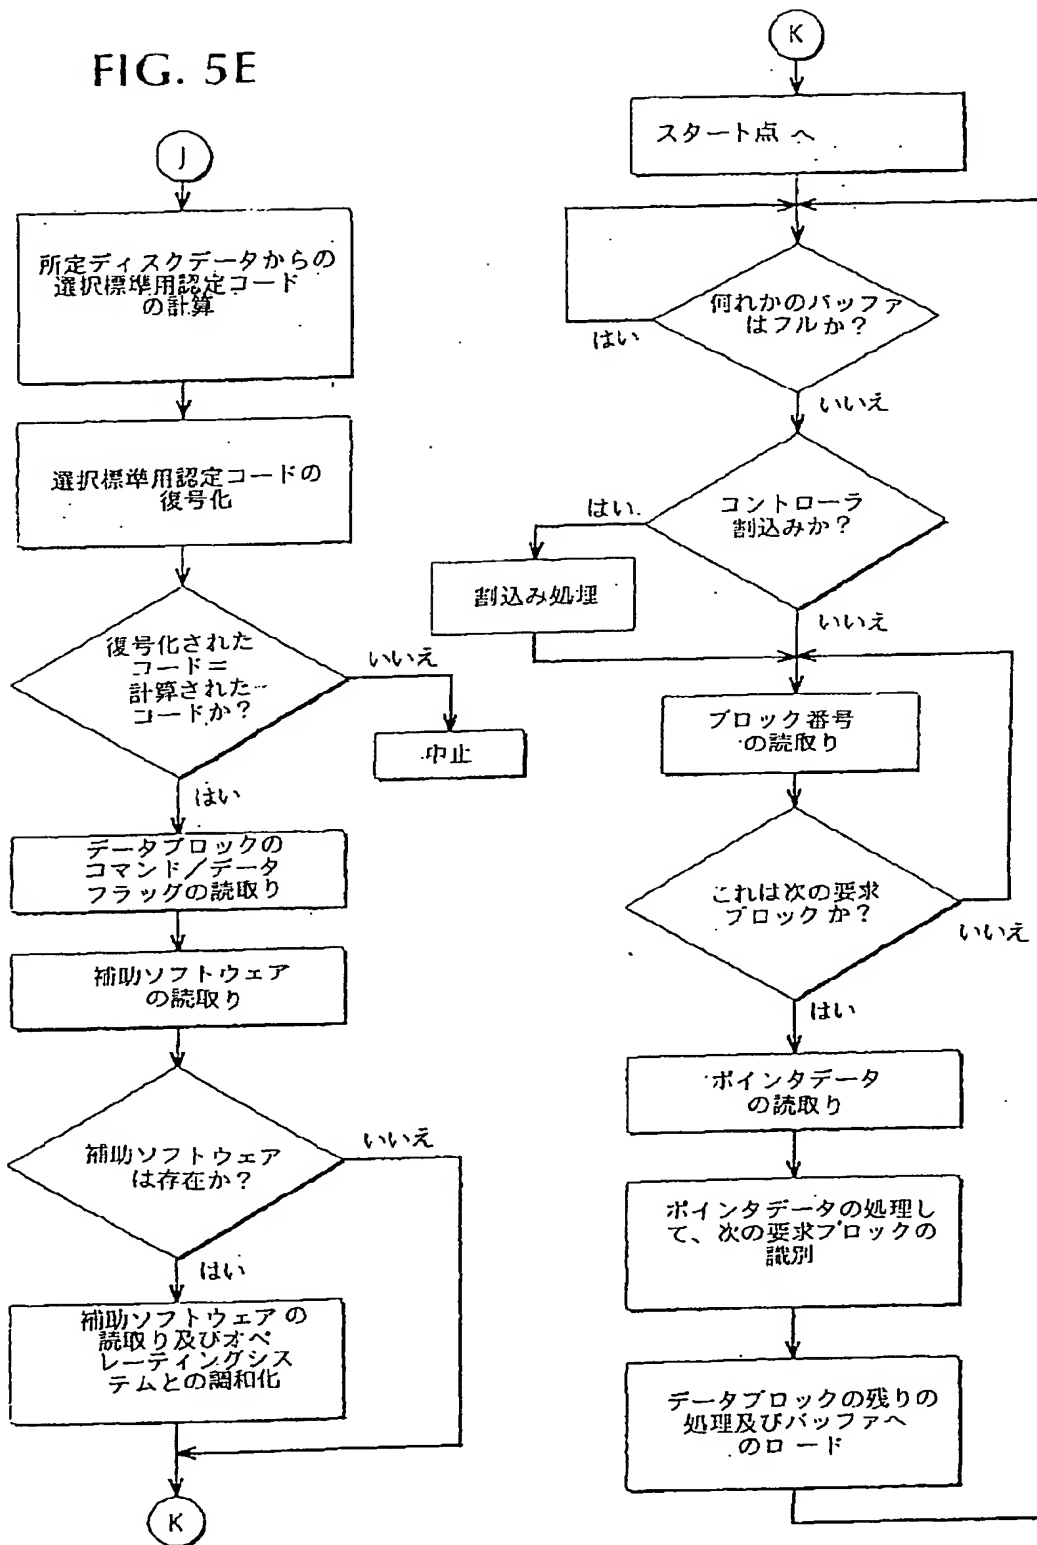 FIG. 5E
J
所定ディスクデータからの
選択標準用認定コード
の計算
選択標準用認定コードの
復号化
復号化された
コード=
計算された
コードか?
いいえ
中止
はい
データブロックの
コマンド/データ
フラッグの読取り
補助ソフトウェア
の読取り
補助ソフトウェア
は存在か?
いいえ
はい
補助ソフトウェアの
読取り及びオペ
レーティングシス
テムとの調和化
K
K
スタート点へ
何れかのバッファ
はフルか?
はい
いいえ
コントローラ
割込みか?
はい
割込み処理
いいえ
ブロック番号
の読取り
これは次の要求
ブロックか?
いいえ
はい
ポインタデータ
の読取り
ポインタデータの処理し
て、次の要求ブロックの
識別
データブロックの残りの
処理及びバッファへ
のロード